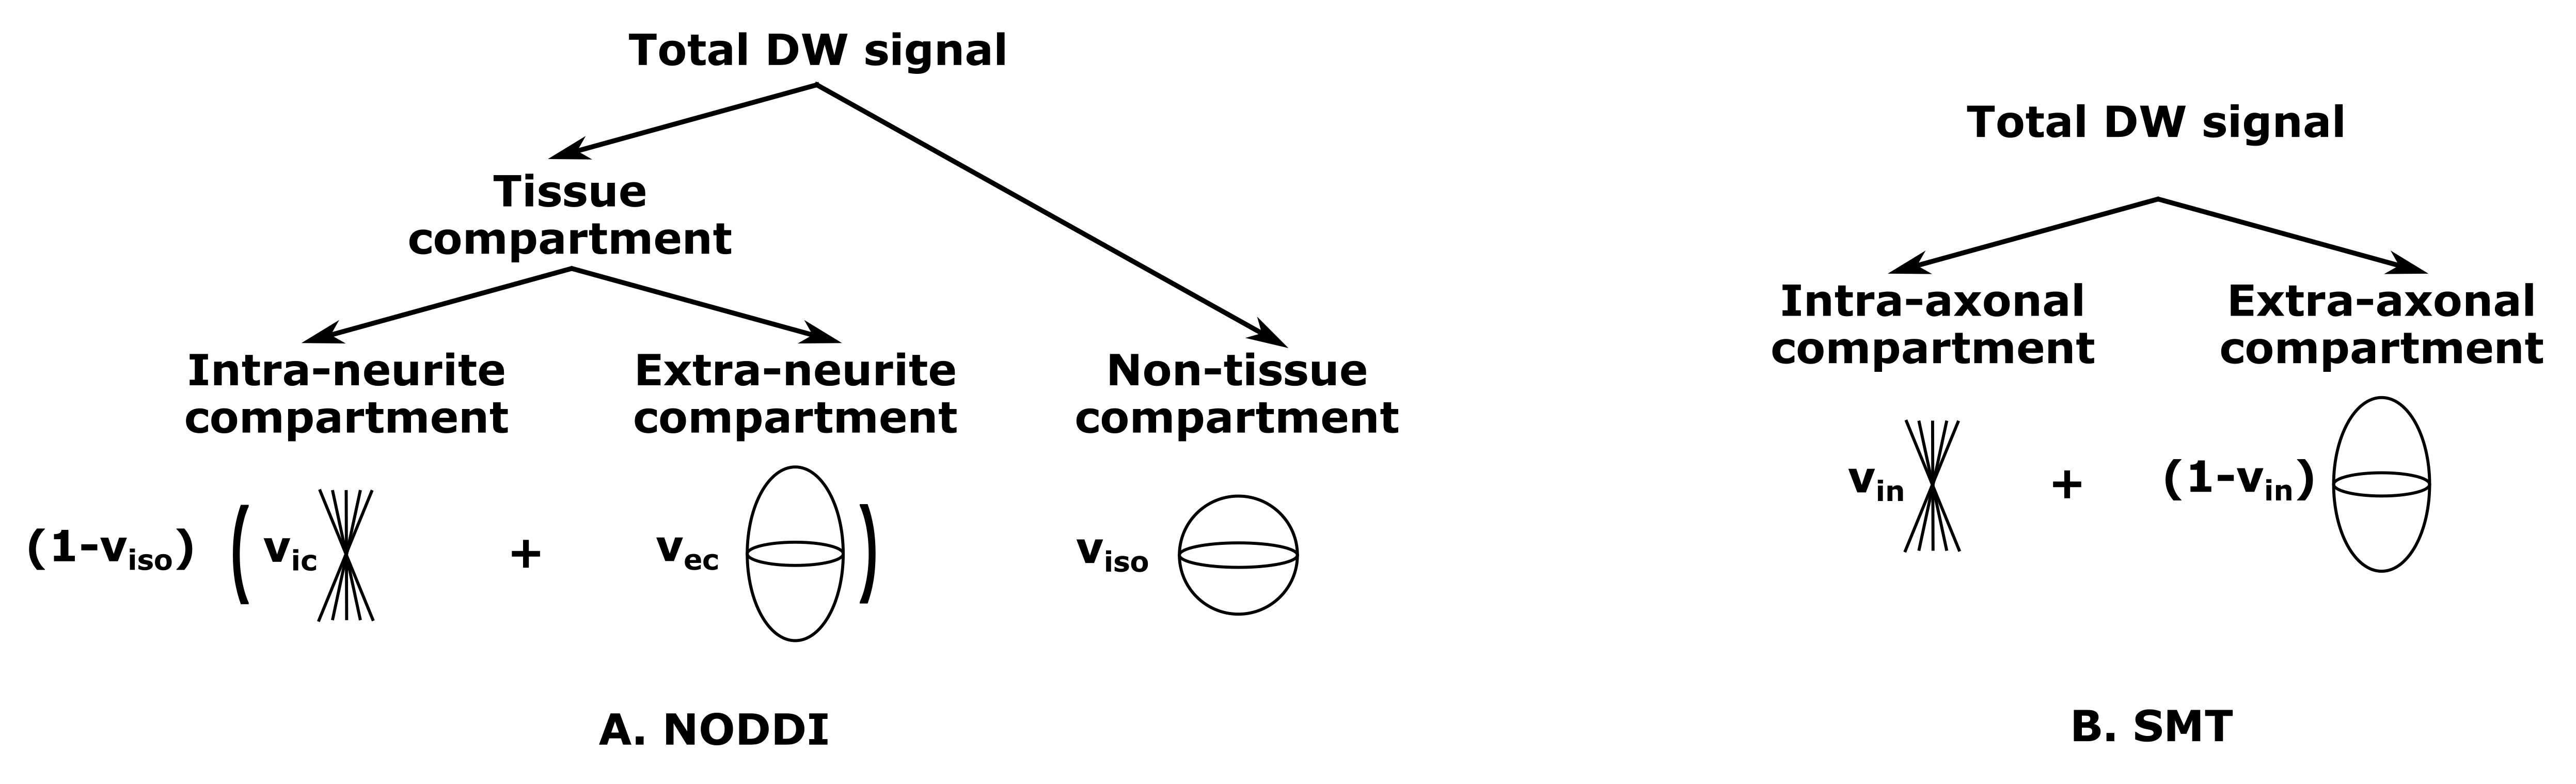 Total DW signal
Tissue
compartment
Intra-neurite
compartment
Extra-neurite
compartment
Non-tissue
compartment
(1-viso) ( vic + vec ) viso
A. NODDI
Total DW signal
Intra-axonal
compartment
Extra-axonal
compartment
vin + (1-vin)
B. SMT